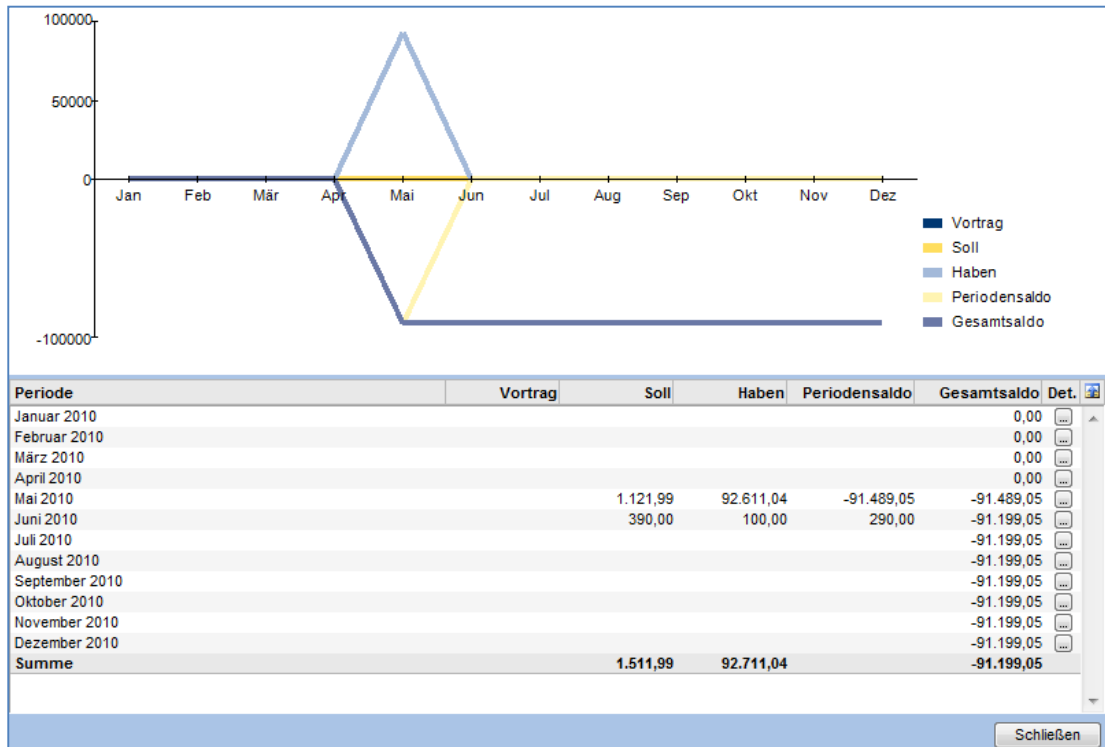 100000
50000
0
Jan Feb Mär Apr Mai Jun Jul Aug Sep Okt Nov Dez
-100000
Vortrag
Soll
Haben
Periodensaldo
Gesamtsaldo
Periode Vortrag Soll Haben Periodensaldo Gesamtsaldo Det.
Januar 2010 0,00 ...
Februar 2010 0,00 ...
März 2010 0,00 ...
April 2010 0,00 ...
Mai 2010 1.121,99 92.611,04 -91.489,05 -91.489,05 ...
Juni 2010 390,00 100,00 290,00 -91.199,05 ...
Juli 2010 -91.199,05 ...
August 2010 -91.199,05 ...
September 2010 -91.199,05 ...
Oktober 2010 -91.199,05 ...
November 2010 -91.199,05 ...
Dezember 2010 -91.199,05 ...
Summe 1.511,99 92.711,04 -91.199,05
Schließen